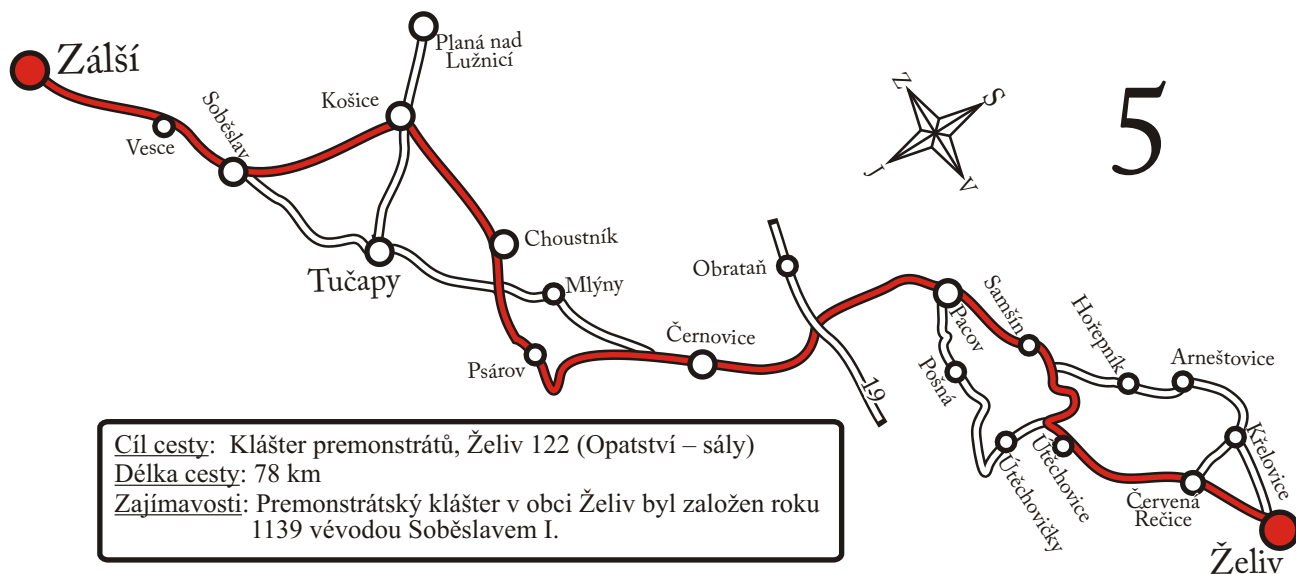 Zálší
Vesce
Soběslav
Košice
Planá nad
Lužnicí
Tučapy
Choustník
Mlýny
Psárov
Černovice
Obrataň
19
Z
S
J
V
5
Pacov
Pošná
Samšín
Hořepník
Arneštovice
Křelovice
Útěchovičky
Útěchovice
Červená
Řečice
Želiv
Cíl cesty: Klášter premonstrátů, Želiv 122 (Opatství – sály)
Délka cesty: 78 km
Zajímavosti: Premonstrátský klášter v obci Želiv byl založen roku
1139 vévodou Soběslavem I.